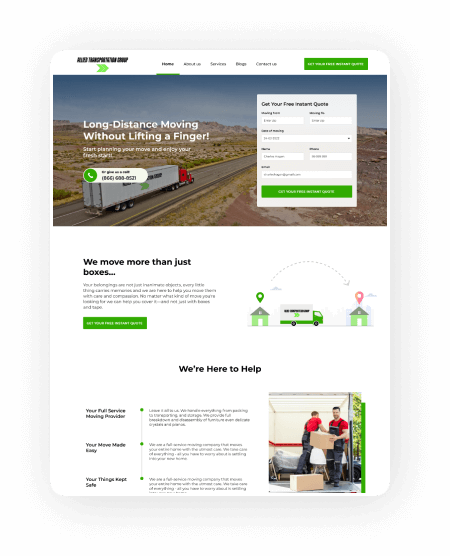 ALLIED TRANSPORTATION GROUP
Home About us Services Blogs Contact us
GET YOUR FREE INSTANT QUOTE
Long-Distance Moving
Without Lifting a Finger!
Start planning your move and enjoy your
fresh start!
Or give us a call!
(866) 688-8521
Get Your Free Instant Quote
Moving from Moving to
Date of Moving
Name Phone
Email
GET YOUR FREE INSTANT QUOTE
We move more than just
boxes...
Your belongings are not just inanimate objects, every little
thing carries memories and we are here to help you move them
with care and compassion. No matter what kind of move you're
looking for we can help you cover it—and not just with boxes
and tape.
GET YOUR FREE INSTANT QUOTE
We're Here to Help
Your Full Service
Moving Provider
Leave it with us. We handle everything, from packing
to transporting, and storage. We provide full
breakdown and disassembly of furniture even delicate
crystals and pianos.
Your Move Made
Easy
We are a full-service moving company that moves
your entire home with the utmost care. We take care
of everything - all you have to worry about is settling
into your new home.
Your Things Kept
Safe
We are a full-service moving company that moves
your entire home with the utmost care. We take care
of everything - all you have to worry about is settling